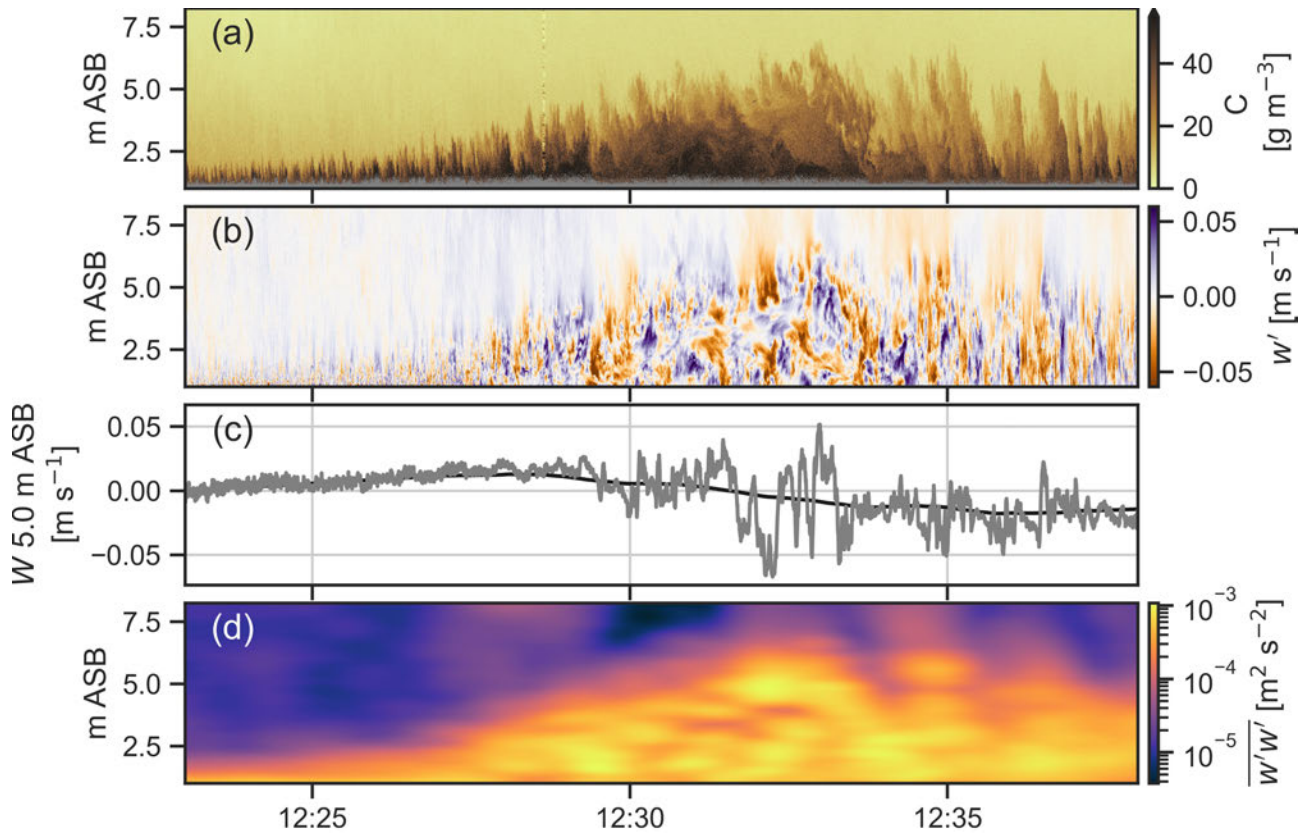 (a)
7.5
5.0
2.5
m ASB
40
20
0
C
[g m⁻³]
(b)
7.5
5.0
2.5
m ASB
0.05
0.00
−0.05
w′ [m s⁻¹]
(c)
0.05
0.00
−0.05
W 5.0 m ASB
[m s⁻¹]
(d)
7.5
5.0
2.5
m ASB
10⁻³
10⁻⁴
10⁻⁵
w′w′ [m² s⁻²]
12:25
12:30
12:35